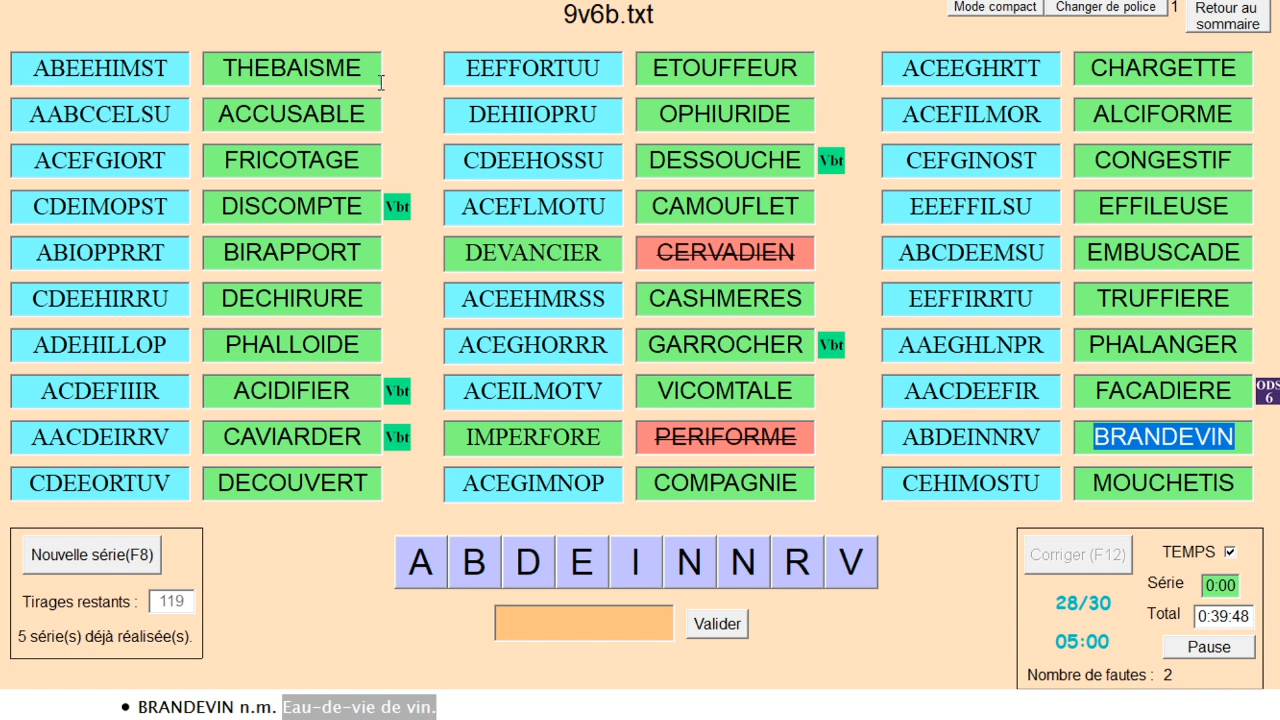 9v6b.txt
Mode compact Changer de police 1 Retour au sommaire
ABEEHIMST THEBAISME EEFFORTUU ETOUFFEUR ACEEGHRTT CHARGETTE
AABCCELSU ACCUSABLE DEHIIOPRU OPHIURIDE ACEFILMOR ALCIFORME
ACEFGIORT FRICOTAGE CDEEHOSSU DESSOUCHE Vbt CEFGINOST CONGESTIF
CDEIMOPST DISCOMPTE Vbt ACEFLMOTU CAMOUFLET EEEFFILSU EFFILEUSE
ABIOPPRRT BIRAPPORT DEVANCIER CERVADIEN ABCDEEMSU EMBUSCADE
CDEEHIRRU DECHIRURE ACEEHMRSS CASHMERES EEFFIRRTU TRUFFIERE
ADEHILLOP PHALLOIDE ACEGHORRR GARROCHER Vbt AAEGHLNPR PHALANGER
ACDEFIIIR ACIDIFIER Vbt ACEILMOTV VICOMTALE AACDEEFIR FACADIERE ODS 6
AACDEIRRV CAVIARDER Vbt IMPERFORE PERIFORME ABDEINNRV BRANDEVIN
CDEEORTUV DECOUVERT ACEGIMNOP COMPAGNIE CEHIMOSTU MOUCHETIS
Nouvelle série(F8)
Tirages restants : 119
5 série(s) déjà réalisée(s).
A B D E I N N R V
Valider
Corriger (F12) TEMPS
Série 0:00
28/30
Total 0:39:48
05:00
Pause
Nombre de fautes : 2
• BRANDEVIN n.m. Eau-de-vie de vin.